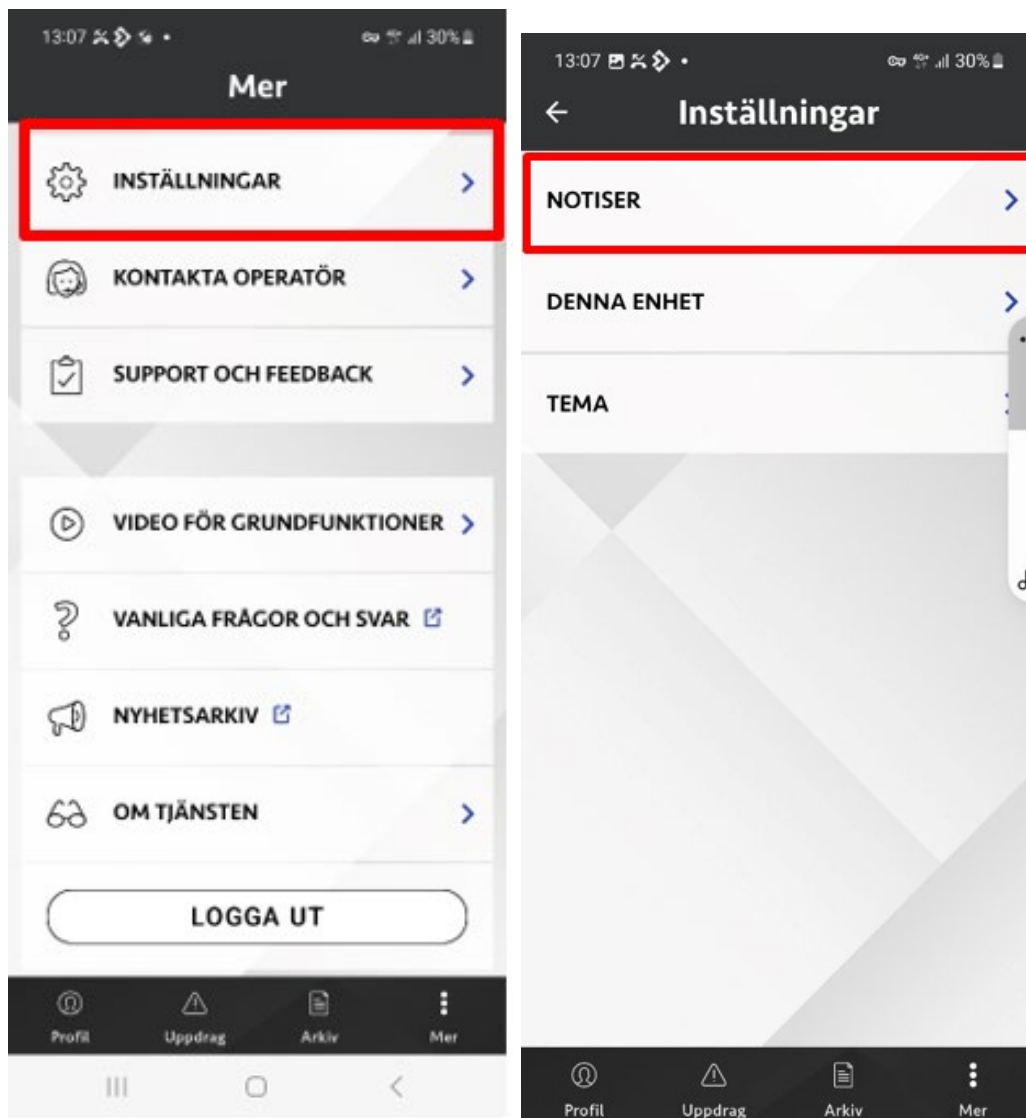 13:07
30%
Mer
INSTÄLLNINGAR
KONTAKTA OPERATÖR
SUPPORT OCH FEEDBACK
VIDEO FÖR GRUNDFUNKTIONER
VANLIGA FRÅGOR OCH SVAR
NYHETSARKIV
OM TJÄNSTEN
LOGGA UT
Profil Uppdrag Arkiv Mer
13:07
30%
Inställningar
NOTISER
DENNA ENHET
TEMA
Profil Uppdrag Arkiv Mer